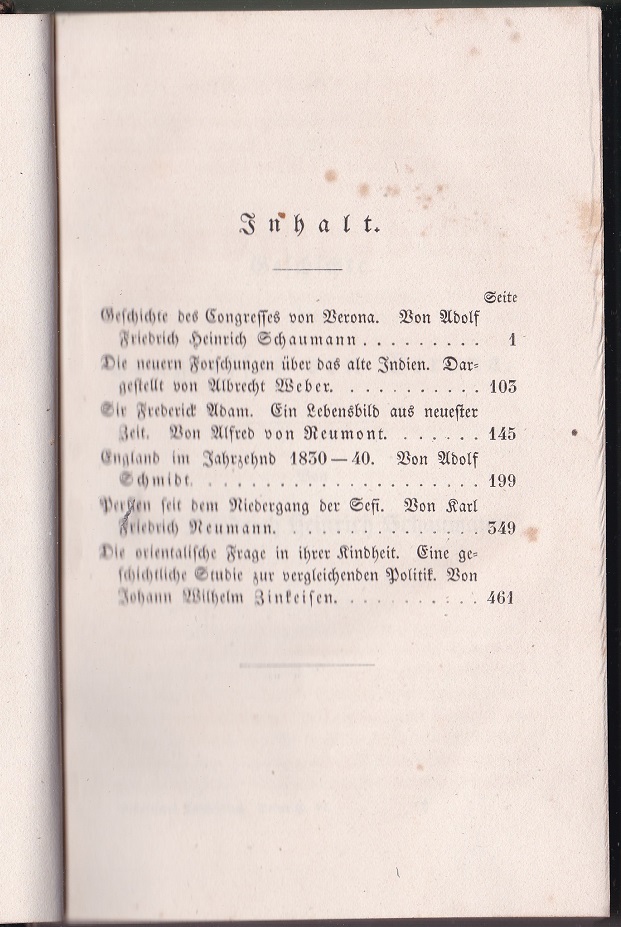 Inhalt.
Seite
Geschichte des Congresses von Verona. Von Adolf
Friedrich Heinrich Schaumann . . . . . . . . 1
Die neuern Forschungen über das alte Indien. Dar-
gestellt von Albrecht Weber. . . . . . . . . . 103
Sir Frederick Adam. Ein Lebensbild aus neuester
Zeit. Von Alfred von Reumont. . . . . . . 145
England im Jahrzehnd 1830—40. Von Adolf
Schmidt. . . . . . . . . . . . . . . . . . . . 199
Persien seit dem Niedergang der Sefi. Von Karl
Friedrich Neumann. . . . . . . . . . . . . . 349
Die orientalische Frage in ihrer Kindheit. Eine ge-
schichtliche Studie zur vergleichenden Politik. Von
Johann Wilhelm Zinkeisen. . . . . . . . . . . 461